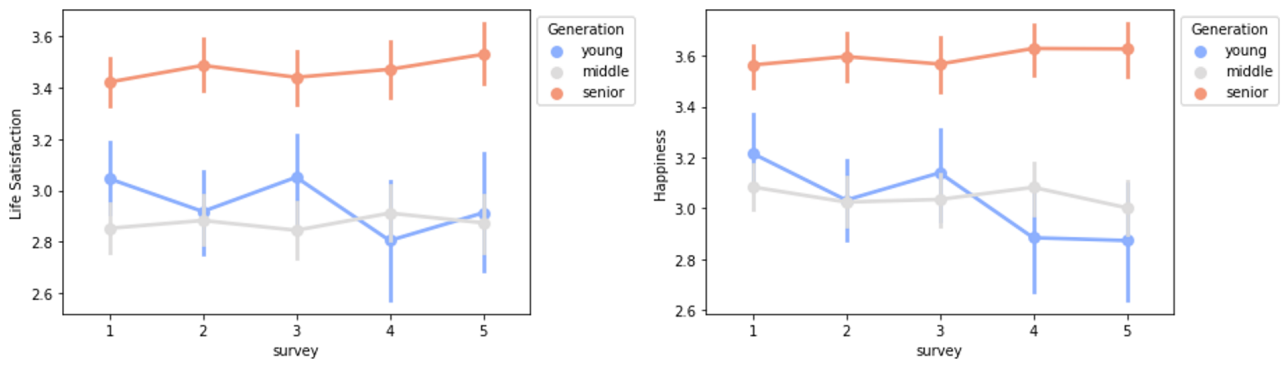 3.6
3.4
3.2
3.0
2.8
2.6
Life Satisfaction
1 2 3 4 5
survey
Generation
young
middle
senior
3.6
3.4
3.2
3.0
2.8
2.6
Happiness
1 2 3 4 5
survey
Generation
young
middle
senior